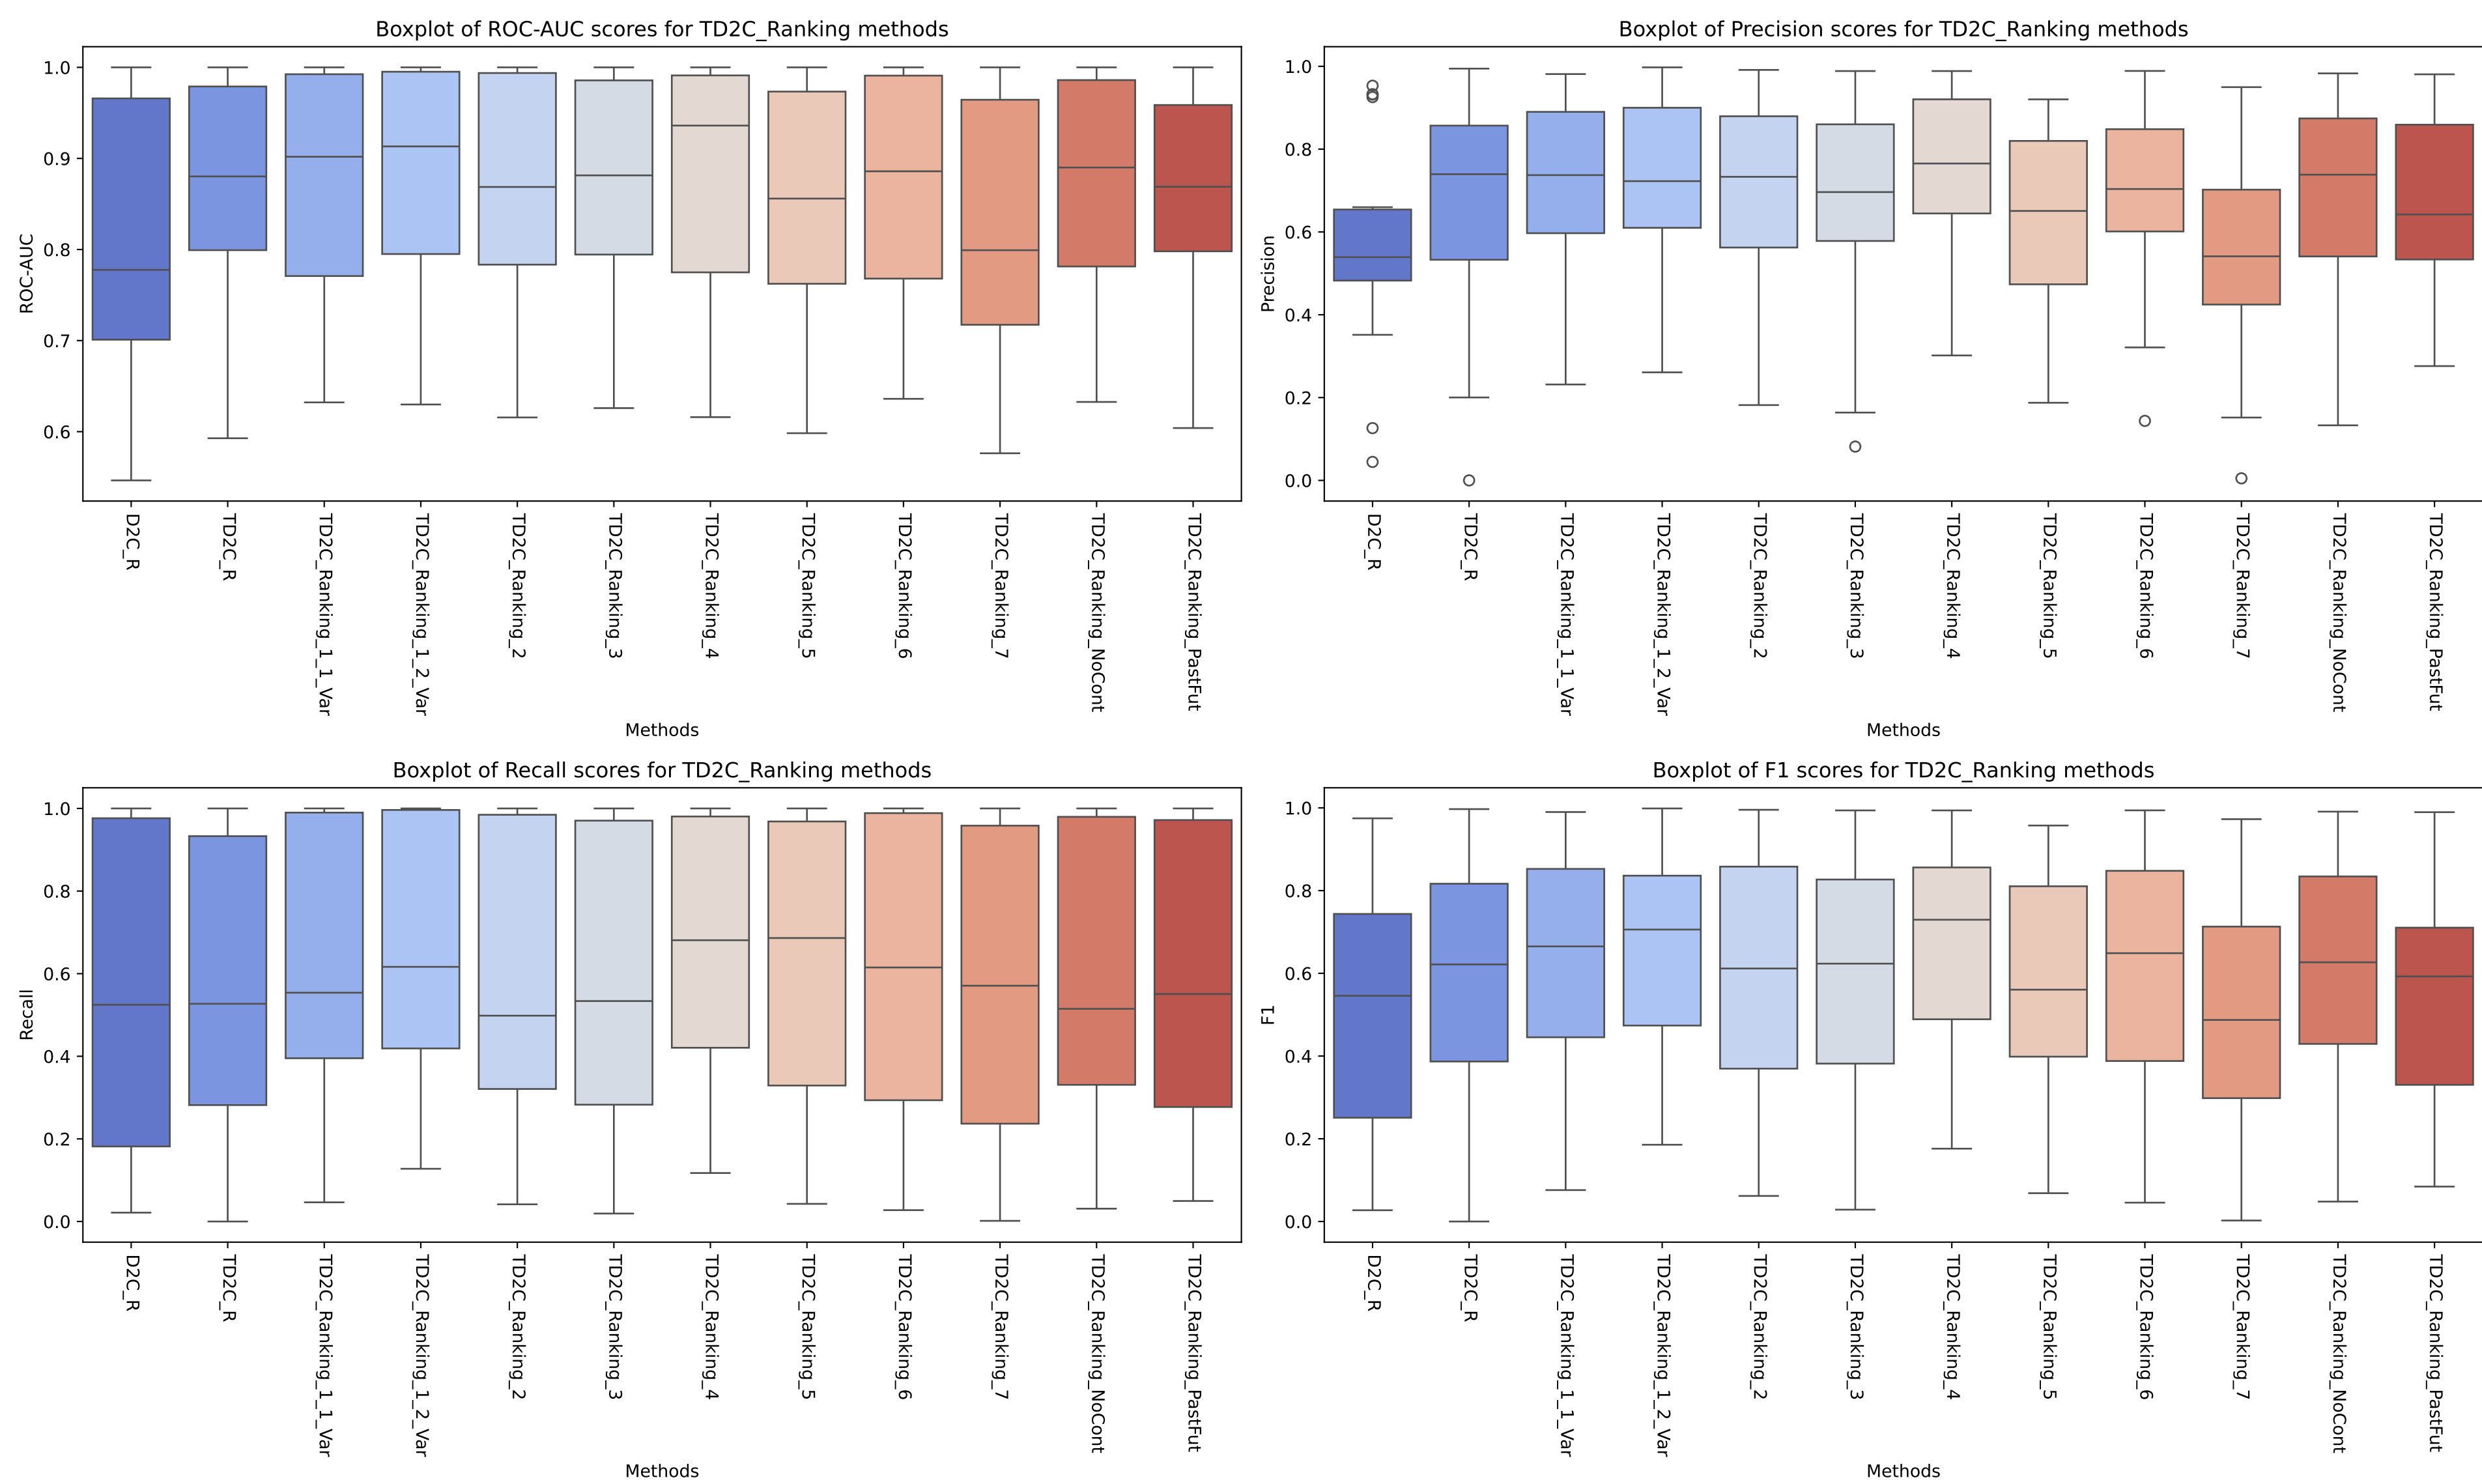 Boxplot of ROC-AUC scores for TD2C_Ranking methods
ROC-AUC
1.0
0.9
0.8
0.7
0.6
D2C_R
TD2C_R
TD2C_Ranking_1_1_Var
TD2C_Ranking_1_2_Var
TD2C_Ranking_2
TD2C_Ranking_3
TD2C_Ranking_4
TD2C_Ranking_5
TD2C_Ranking_6
TD2C_Ranking_7
TD2C_Ranking_NoCont
TD2C_Ranking_PastFut
Methods
Boxplot of Precision scores for TD2C_Ranking methods
Precision
1.0
0.8
0.6
0.4
0.2
0.0
D2C_R
TD2C_R
TD2C_Ranking_1_1_Var
TD2C_Ranking_1_2_Var
TD2C_Ranking_2
TD2C_Ranking_3
TD2C_Ranking_4
TD2C_Ranking_5
TD2C_Ranking_6
TD2C_Ranking_7
TD2C_Ranking_NoCont
TD2C_Ranking_PastFut
Methods
Boxplot of Recall scores for TD2C_Ranking methods
Recall
1.0
0.8
0.6
0.4
0.2
0.0
D2C_R
TD2C_R
TD2C_Ranking_1_1_Var
TD2C_Ranking_1_2_Var
TD2C_Ranking_2
TD2C_Ranking_3
TD2C_Ranking_4
TD2C_Ranking_5
TD2C_Ranking_6
TD2C_Ranking_7
TD2C_Ranking_NoCont
TD2C_Ranking_PastFut
Methods
Boxplot of F1 scores for TD2C_Ranking methods
F1
1.0
0.8
0.6
0.4
0.2
0.0
D2C_R
TD2C_R
TD2C_Ranking_1_1_Var
TD2C_Ranking_1_2_Var
TD2C_Ranking_2
TD2C_Ranking_3
TD2C_Ranking_4
TD2C_Ranking_5
TD2C_Ranking_6
TD2C_Ranking_7
TD2C_Ranking_NoCont
TD2C_Ranking_PastFut
Methods